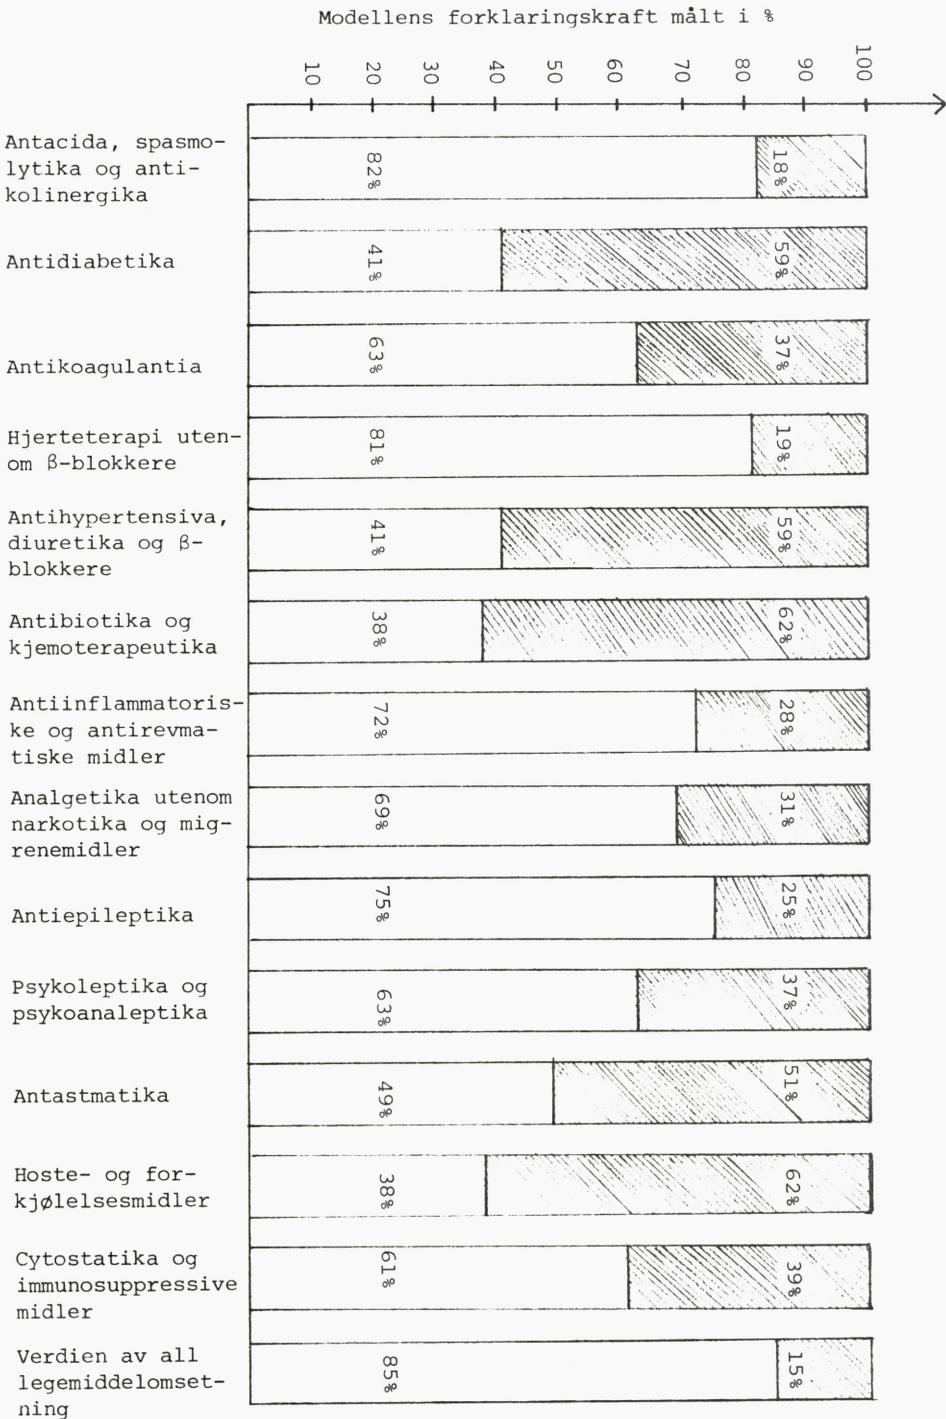 Modellens forklaringskraft målt i %
10 20 30 40 50 60 70 80 90 100
Antacida, spasmo-
lytika og anti-
kolinergika
82% 18%
Antidiabetika
41% 59%
Antikoagulantia
63% 37%
Hjerteterapi uten-
om β-blokkere
81% 19%
Antihypertensiva,
diuretika og β-
blokkere
41% 59%
Antibiotika og
kjemoterapeutika
38% 62%
Antiinflammatoris-
ke og antirevma-
tiske midler
72% 28%
Analgetika utenom
narkotika og mig-
renemidler
69% 31%
Antiepileptika
75% 25%
Psykoleptika og
psykoanaleptika
63% 37%
Antastmatika
49% 51%
Hoste- og for-
kjølelsesmidler
38% 62%
Cytostatika og
immunosuppressive
midler
61% 39%
Verdien av all
legemiddelomset-
ning
85% 15%